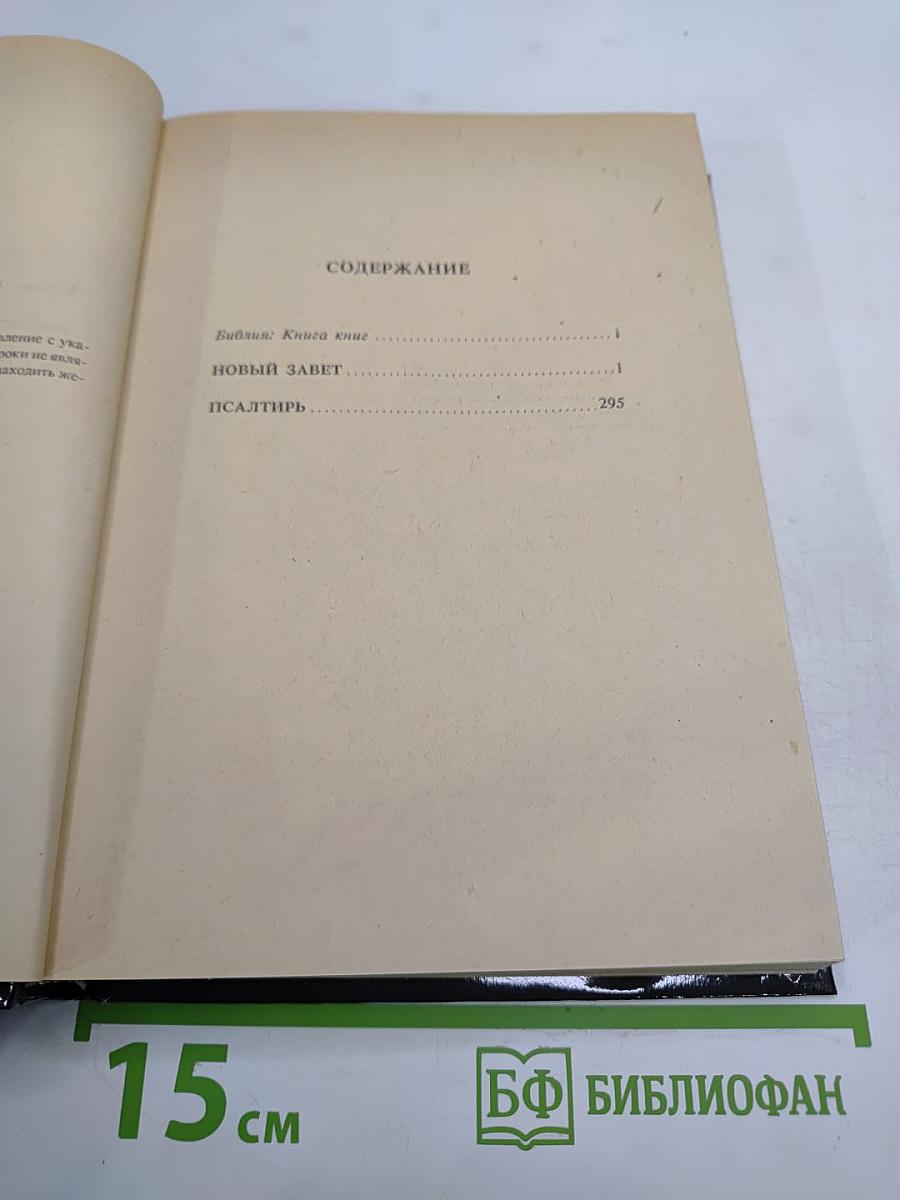 вление с ука-
роки не явля-
находить же-
СОДЕРЖАНИЕ
Библия: Книга книг ........................................ I
НОВЫЙ ЗАВЕТ ........................................ 1
ПСАЛТИРЬ ........................................ 295
15 см
БФ БИБЛИОФАН